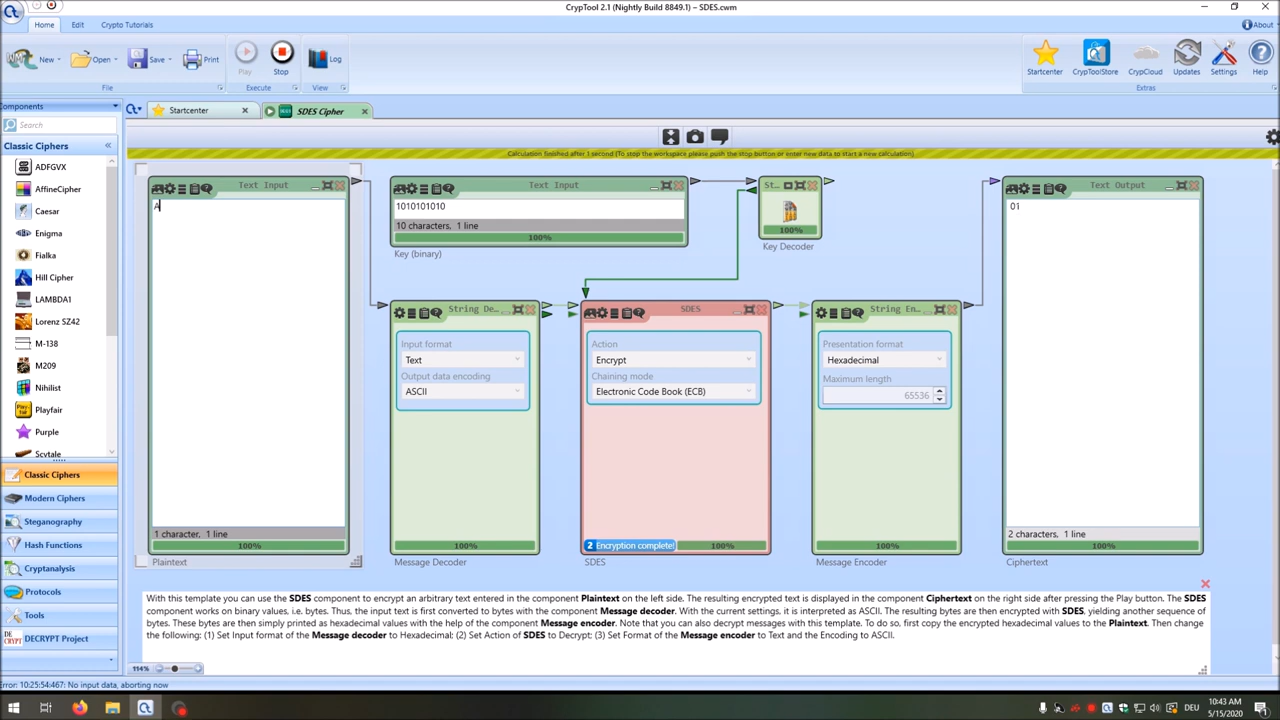 CrypTool 2.1 (Nightly Build 8849.1) – SDES.cwm
Home Edit Crypto Tutorials
About
New Open Save Print Play Stop Log
Startcenter CrypToolStore CrypCloud Updates Settings Help
File Execute View Extras
Components
Startcenter
SDES Cipher
Search
Classic Ciphers
Calculation finished after 1 second (To stop the workspace please push the stop button or enter new data to start a new calculation)
ADFGVX
AffineCipher
Caesar
Enigma
Fialka
Hill Cipher
LAMBDA1
Lorenz SZ42
M-138
M209
Nihilist
Playfair
Purple
Scytale
Classic Ciphers
Modern Ciphers
Steganography
Hash Functions
Cryptanalysis
Protocols
Tools
DECRYPT Project
Text Input
A
1 character, 1 line
100%
Plaintext
Text Input
1010101010
10 characters, 1 line
100%
Key (binary)
St...
100%
Key Decoder
String De...
Input format
Text
Output data encoding
ASCII
100%
Message Decoder
SDES
Action
Encrypt
Chaining mode
Electronic Code Book (ECB)
2 Encryption complete!
100%
SDES
String En...
Presentation format
Hexadecimal
Maximum length
65536
100%
Message Encoder
Text Output
01
2 characters, 1 line
100%
Ciphertext
With this template you can use the SDES component to encrypt an arbitrary text entered in the component Plaintext on the left side. The resulting encrypted text is displayed in the component Ciphertext on the right side after pressing the Play button. The SDES
component works on binary values, i.e. bytes. Thus, the input text is first converted to bytes with the component Message decoder. With the current settings, it is interpreted as ASCII. The resulting bytes are then encrypted with SDES, yielding another sequence of
bytes. These bytes are then simply printed as hexadecimal values with the help of the component Message encoder. Note that you can also decrypt messages with this template. To do so, first copy the encrypted hexadecimal values to the Plaintext. Then change
the following: (1) Set Input format of the Message decoder to Hexadecimal; (2) Set Action of SDES to Decrypt; (3) Set Format of the Message encoder to Text and the Encoding to ASCII.
114%
Error: 10:25:54:467: No input data, aborting now
DEU
10:43 AM
5/15/2020